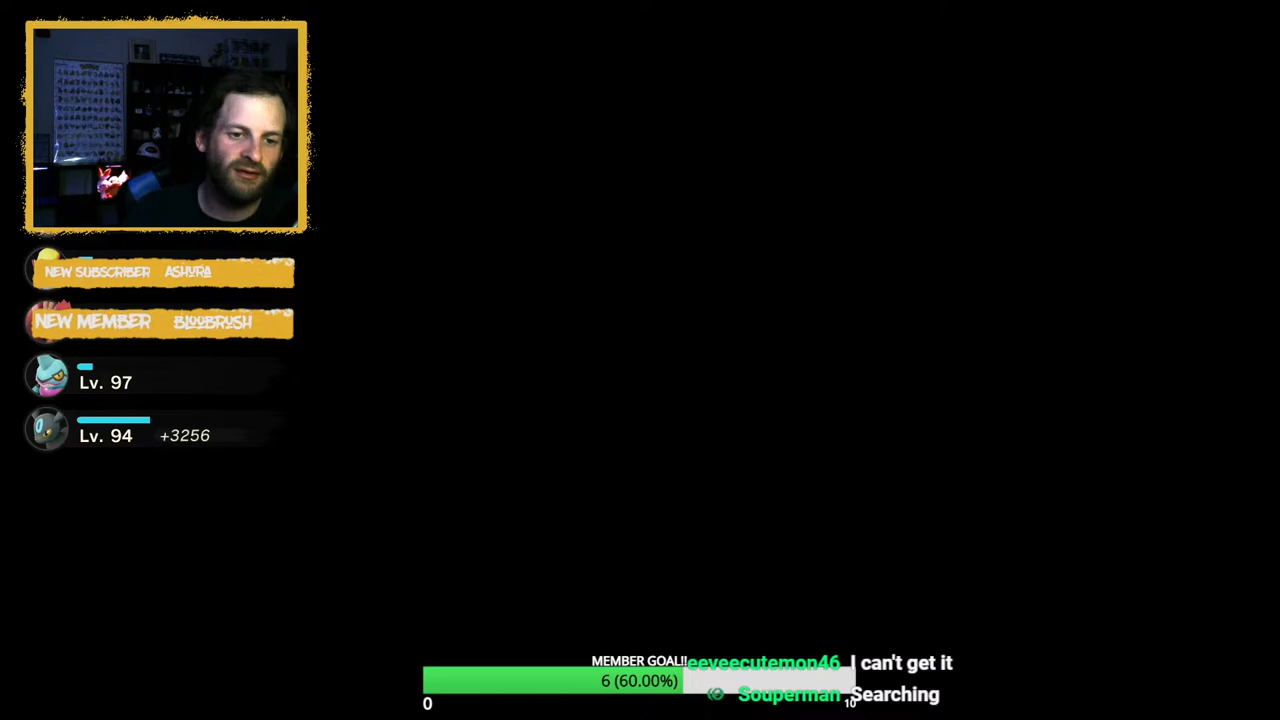 NEW SUBSCRIBER ASHURA
NEW MEMBER BLOOBRUSH
Lv. 97
Lv. 94 +3256
MEMBER GOAL!!
6 (60.00%)
0
10
eeveecutemon46 I can't get it
Souperman Searching